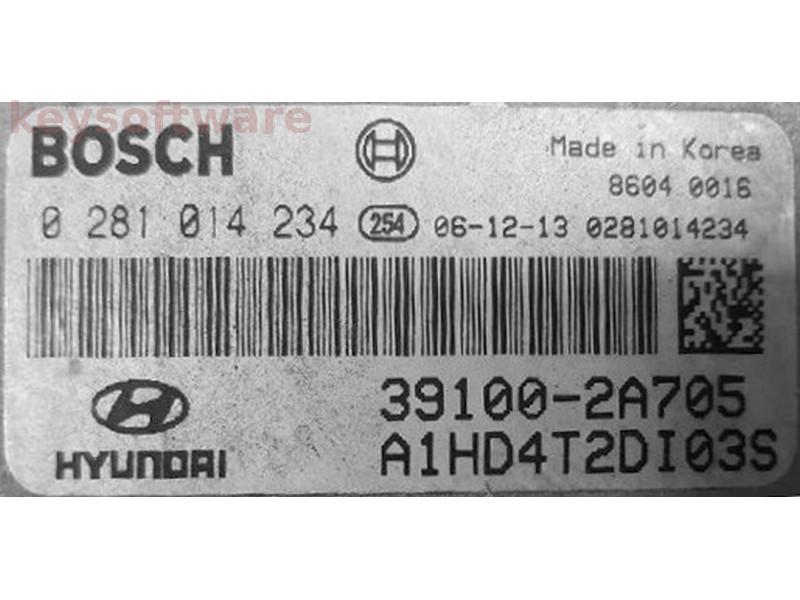 keysoftware
BOSCH
Made in Korea
8604 0016
0 281 014 234 254 06-12-13 0281014234
39100-2A705
HYUNDAI A1HD4T2DI03S